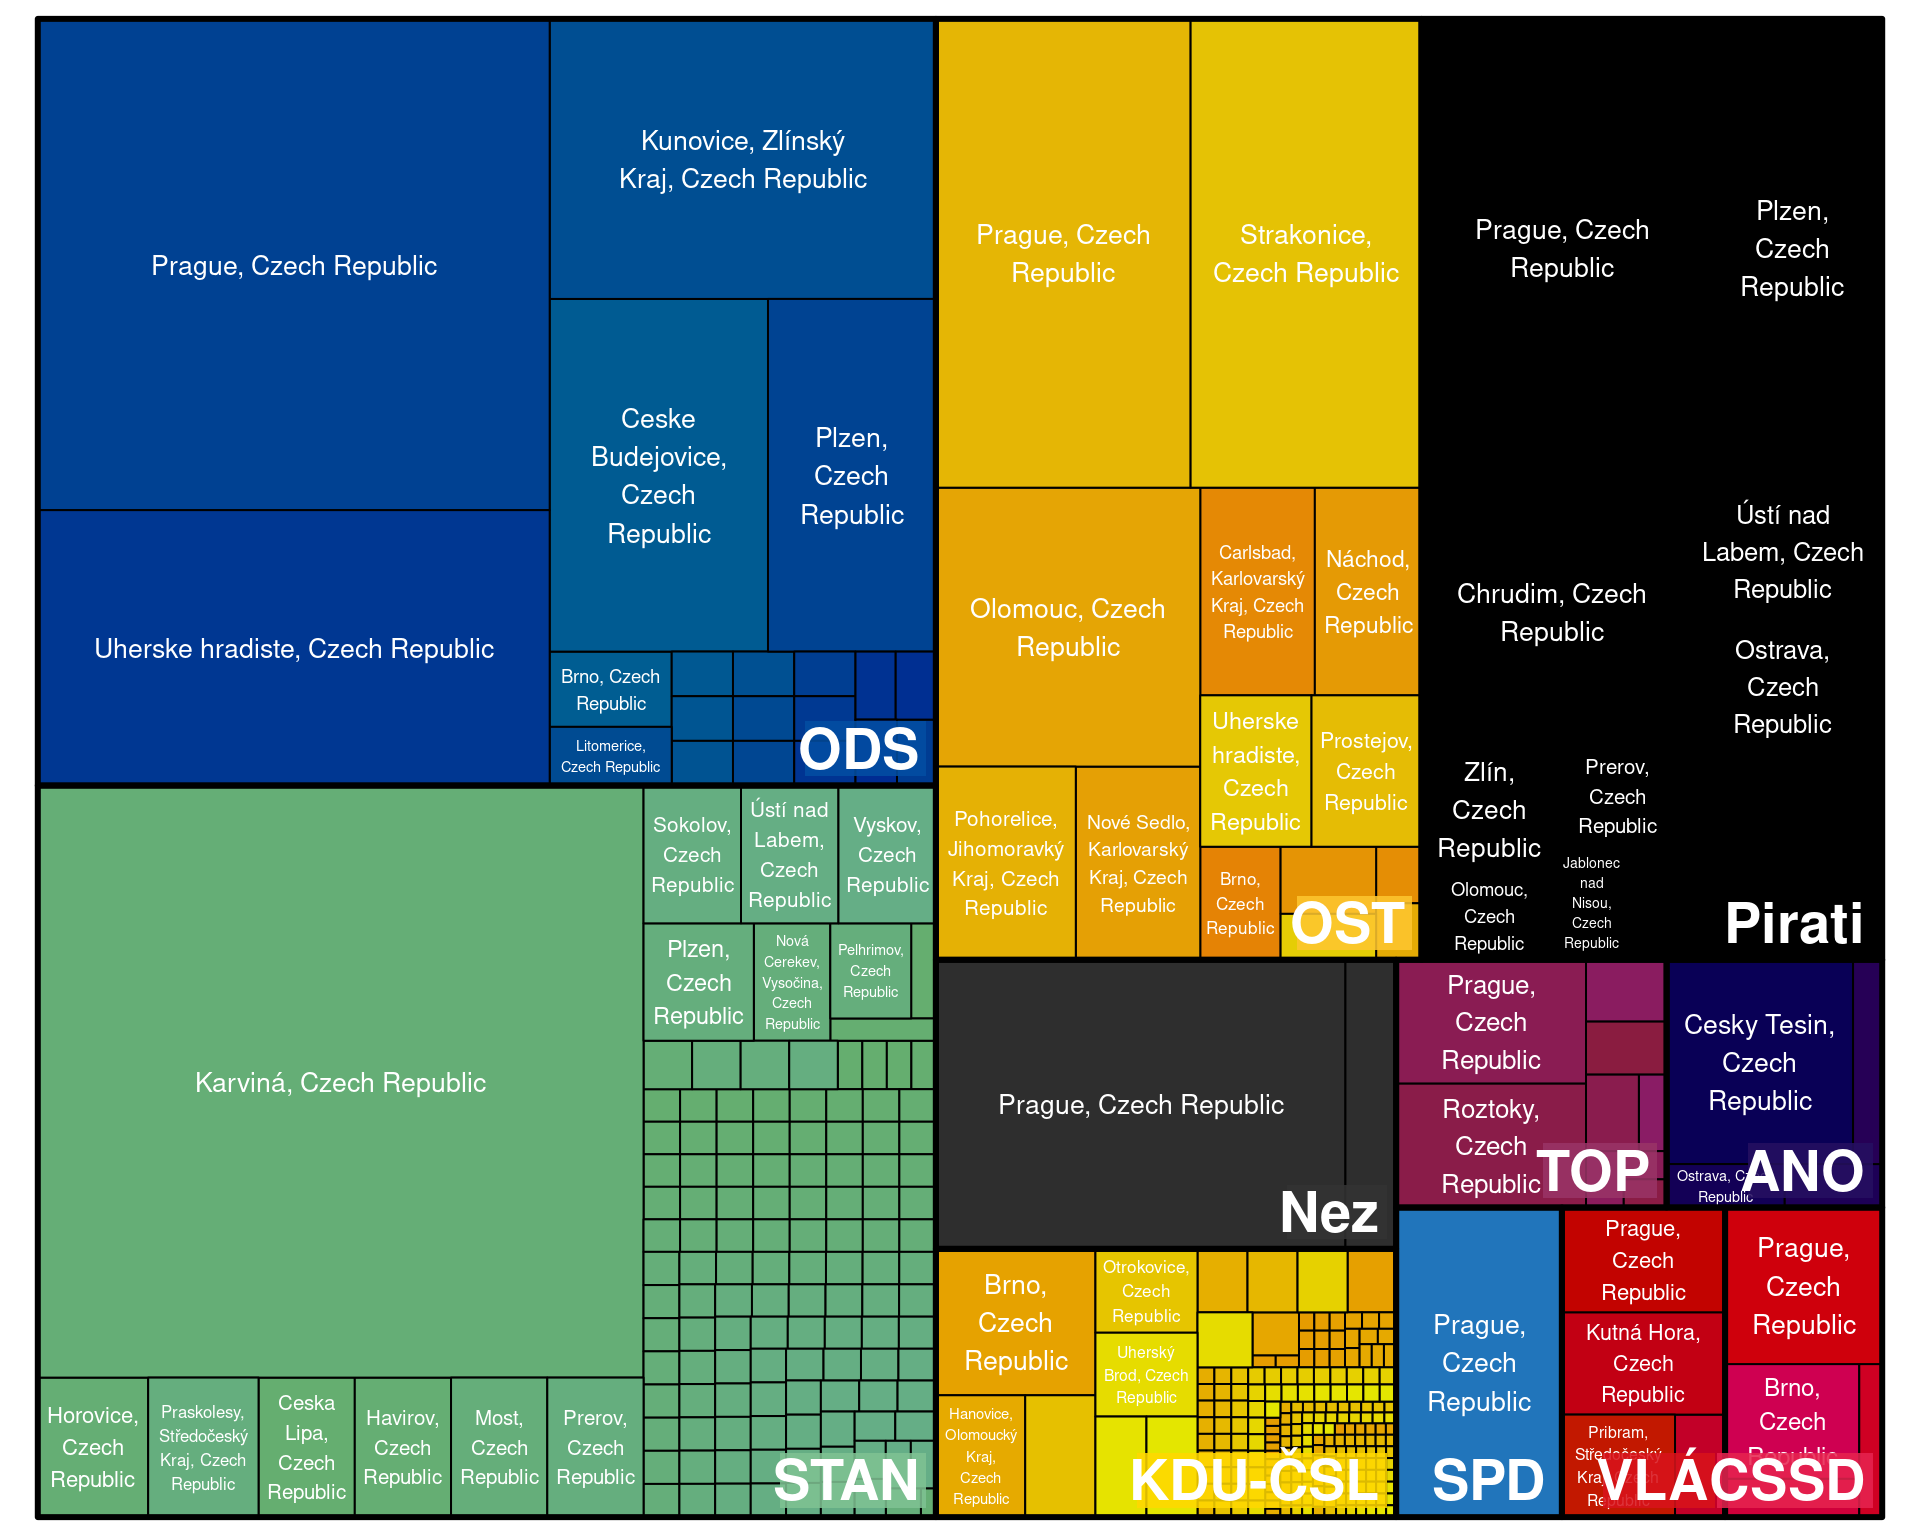 Prague, Czech Republic
Uherske hradiste, Czech Republic
Kunovice, Zlínský
Kraj, Czech Republic
Ceske
Budejovice,
Czech
Republic
Plzen,
Czech
Republic
Brno, Czech
Republic
Litomerice,
Czech Republic
ODS
Karviná, Czech Republic
Horovice,
Czech
Republic
Praskolesy,
Středočeský
Kraj, Czech
Republic
Ceska
Lipa,
Czech
Republic
Havirov,
Czech
Republic
Most,
Czech
Republic
Prerov,
Czech
Republic
Sokolov,
Czech
Republic
Ústí nad
Labem,
Czech
Republic
Vyskov,
Czech
Republic
Plzen,
Czech
Republic
Nová
Cerekev,
Vysočina,
Czech
Republic
Pelhrimov,
Czech
Republic
STAN
Prague, Czech
Republic
Strakonice,
Czech Republic
Olomouc, Czech
Republic
Carlsbad,
Karlovarský
Kraj, Czech
Republic
Náchod,
Czech
Republic
Uherske
hradiste,
Czech
Republic
Prostejov,
Czech
Republic
Pohorelice,
Jihomoravký
Kraj, Czech
Republic
Nové Sedlo,
Karlovarský
Kraj, Czech
Republic
Brno,
Czech
Republic
OST
Prague, Czech
Republic
Plzen,
Czech
Republic
Chrudim, Czech
Republic
Ústí nad
Labem, Czech
Republic
Ostrava,
Czech
Republic
Zlín,
Czech
Republic
Prerov,
Czech
Republic
Olomouc,
Czech
Republic
Jablonec
nad
Nisou,
Czech
Republic
Pirati
Prague, Czech Republic
Nez
Brno,
Czech
Republic
Otrokovice,
Czech
Republic
Uherský
Brod, Czech
Republic
Hanovice,
Olomoucký
Kraj,
Czech
Republic
KDU-ČSL
Prague,
Czech
Republic
Roztoky,
Czech
Republic
TOP
Cesky Tesin,
Czech
Republic
Ostrava, Czech
Republic
ANO
Prague,
Czech
Republic
SPD
Prague,
Czech
Republic
Kutná Hora,
Czech
Republic
Pribram,
Středočeský
Kraj, Czech
Republic
VLÁCSSD
Prague,
Czech
Republic
Brno,
Czech
Republic